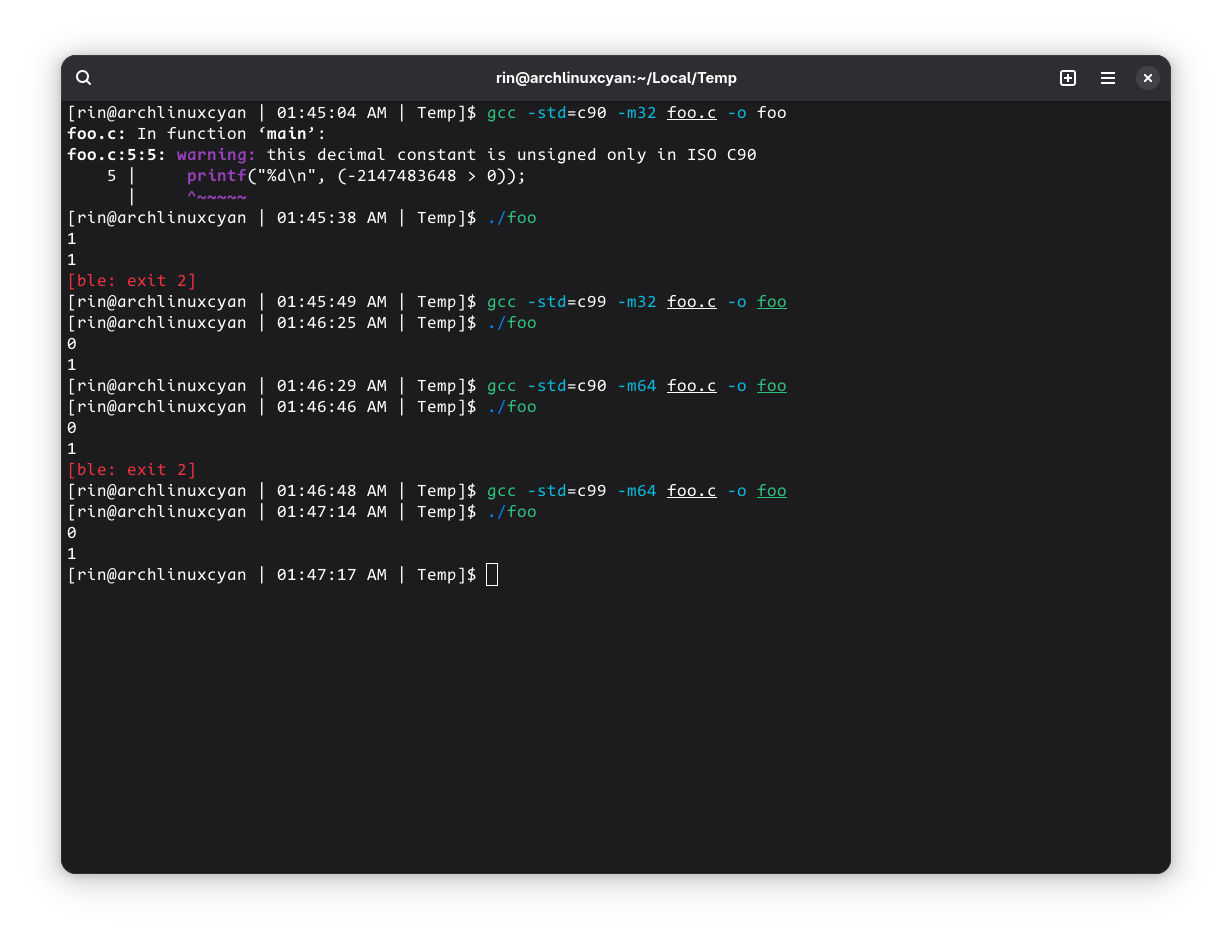 rin@archlinuxcyan:~/Local/Temp
[rin@archlinuxcyan | 01:45:04 AM | Temp]$ gcc -std=c90 -m32 foo.c -o foo
foo.c: In function ‘main’:
foo.c:5:5: warning: this decimal constant is unsigned only in ISO C90
    5 |     printf("%d\n", (-2147483648 > 0));
      |     ^~~~~~
[rin@archlinuxcyan | 01:45:38 AM | Temp]$ ./foo
1
1
[ble: exit 2]
[rin@archlinuxcyan | 01:45:49 AM | Temp]$ gcc -std=c99 -m32 foo.c -o foo
[rin@archlinuxcyan | 01:46:25 AM | Temp]$ ./foo
0
1
[rin@archlinuxcyan | 01:46:29 AM | Temp]$ gcc -std=c90 -m64 foo.c -o foo
[rin@archlinuxcyan | 01:46:46 AM | Temp]$ ./foo
0
1
[ble: exit 2]
[rin@archlinuxcyan | 01:46:48 AM | Temp]$ gcc -std=c99 -m64 foo.c -o foo
[rin@archlinuxcyan | 01:47:14 AM | Temp]$ ./foo
0
1
[rin@archlinuxcyan | 01:47:17 AM | Temp]$